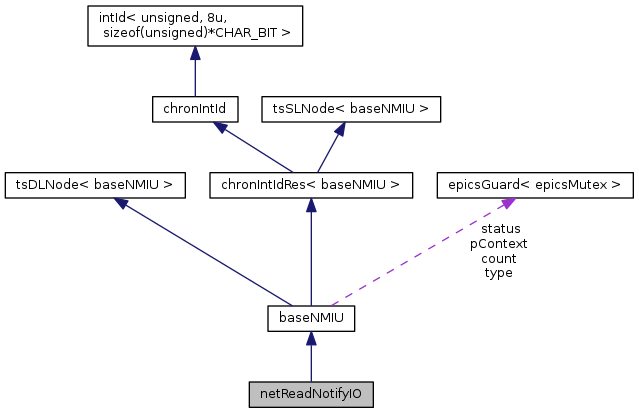 intId< unsigned, 8u,
sizeof(unsigned)*CHAR_BIT >
chronIntId
tsSLNode< baseNMIU >
tsDLNode< baseNMIU >
chronIntIdRes< baseNMIU >
epicsGuard< epicsMutex >
status
pContext
count
type
baseNMIU
netReadNotifyIO